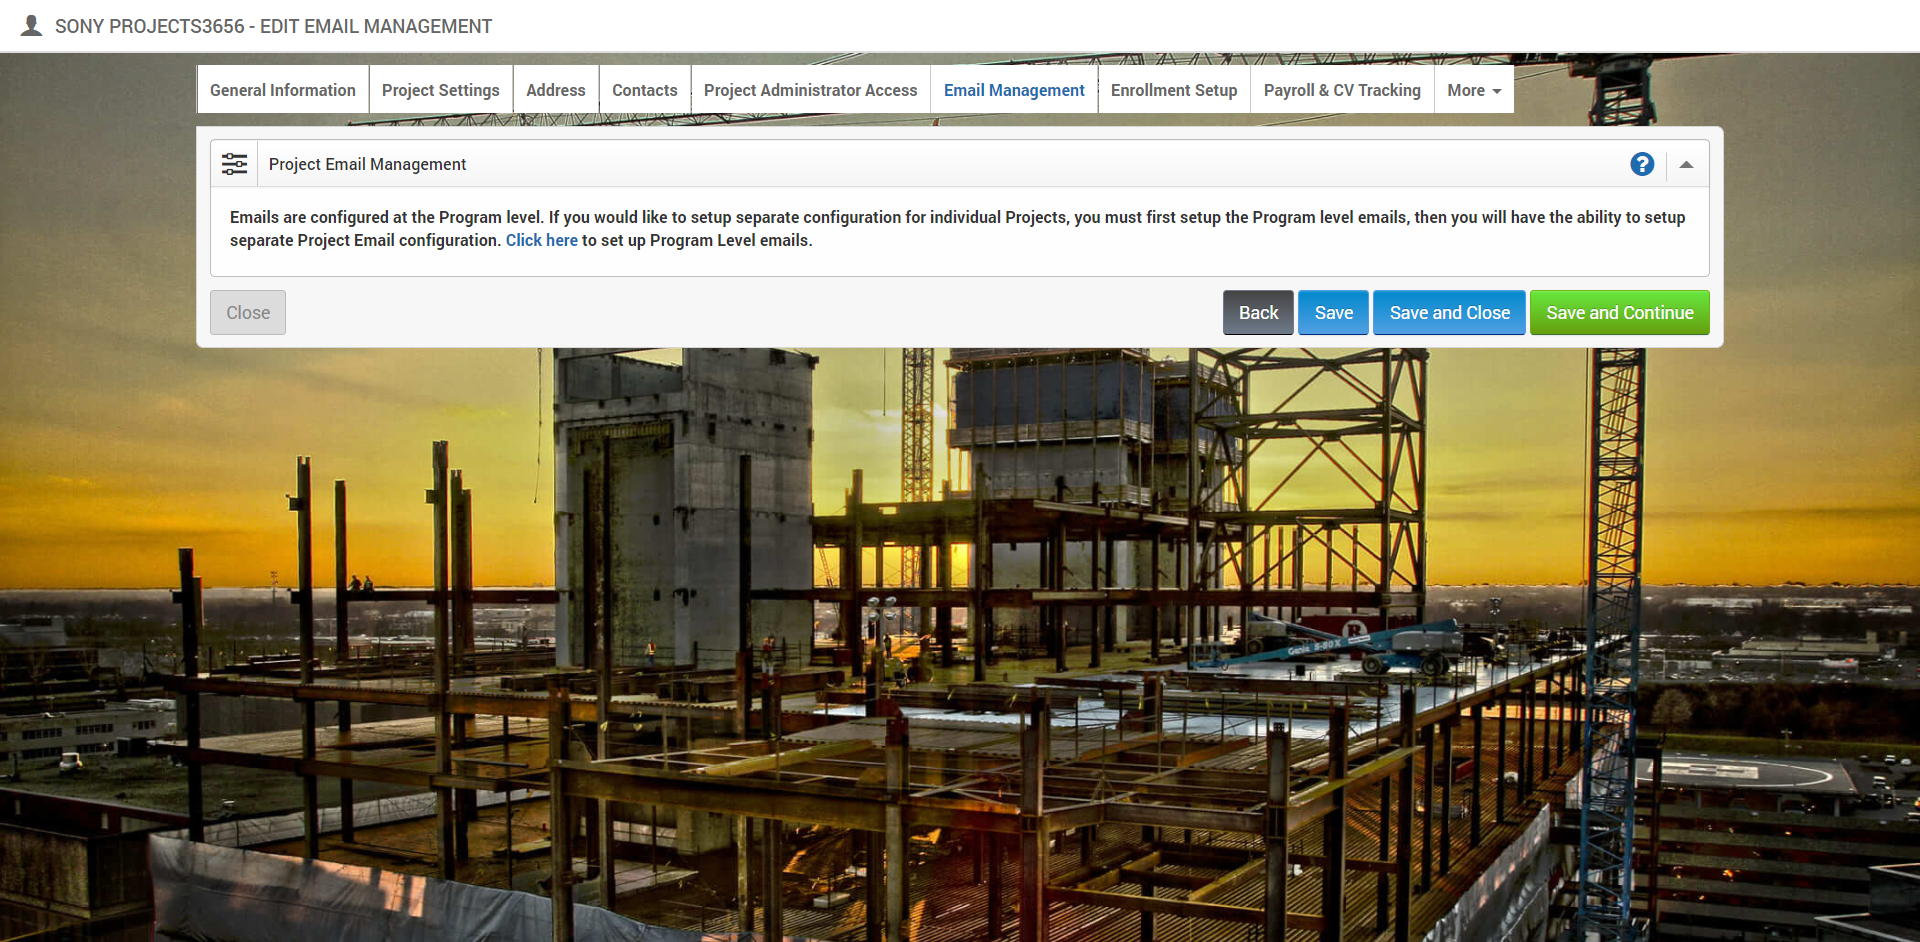 SONY PROJECTS3656 - EDIT EMAIL MANAGEMENT
General Information
Project Settings
Address
Contacts
Project Administrator Access
Email Management
Enrollment Setup
Payroll & CV Tracking
More
Project Email Management
?
Emails are configured at the Program level. If you would like to setup separate configuration for individual Projects, you must first setup the Program level emails, then you will have the ability to setup
separate Project Email configuration. Click here to set up Program Level emails.
Close
Back
Save
Save and Close
Save and Continue
R
Genie S-80X